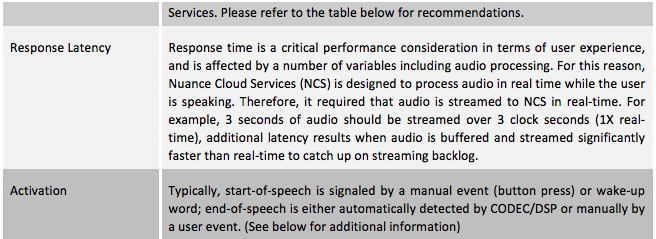 Services. Please refer to the table below for recommendations.
Response Latency
Response time is a critical performance consideration in terms of user experience,
and is affected by a number of variables including audio processing. For this reason,
Nuance Cloud Services (NCS) is designed to process audio in real time while the user
is speaking. Therefore, it required that audio is streamed to NCS in real-time. For
example, 3 seconds of audio should be streamed over 3 clock seconds (1X real-
time), additional latency results when audio is buffered and streamed significantly
faster than real-time to catch up on streaming backlog.
Activation
Typically, start-of-speech is signaled by a manual event (button press) or wake-up
word; end-of-speech is either automatically detected by CODEC/DSP or manually by
a user event. (See below for additional information)